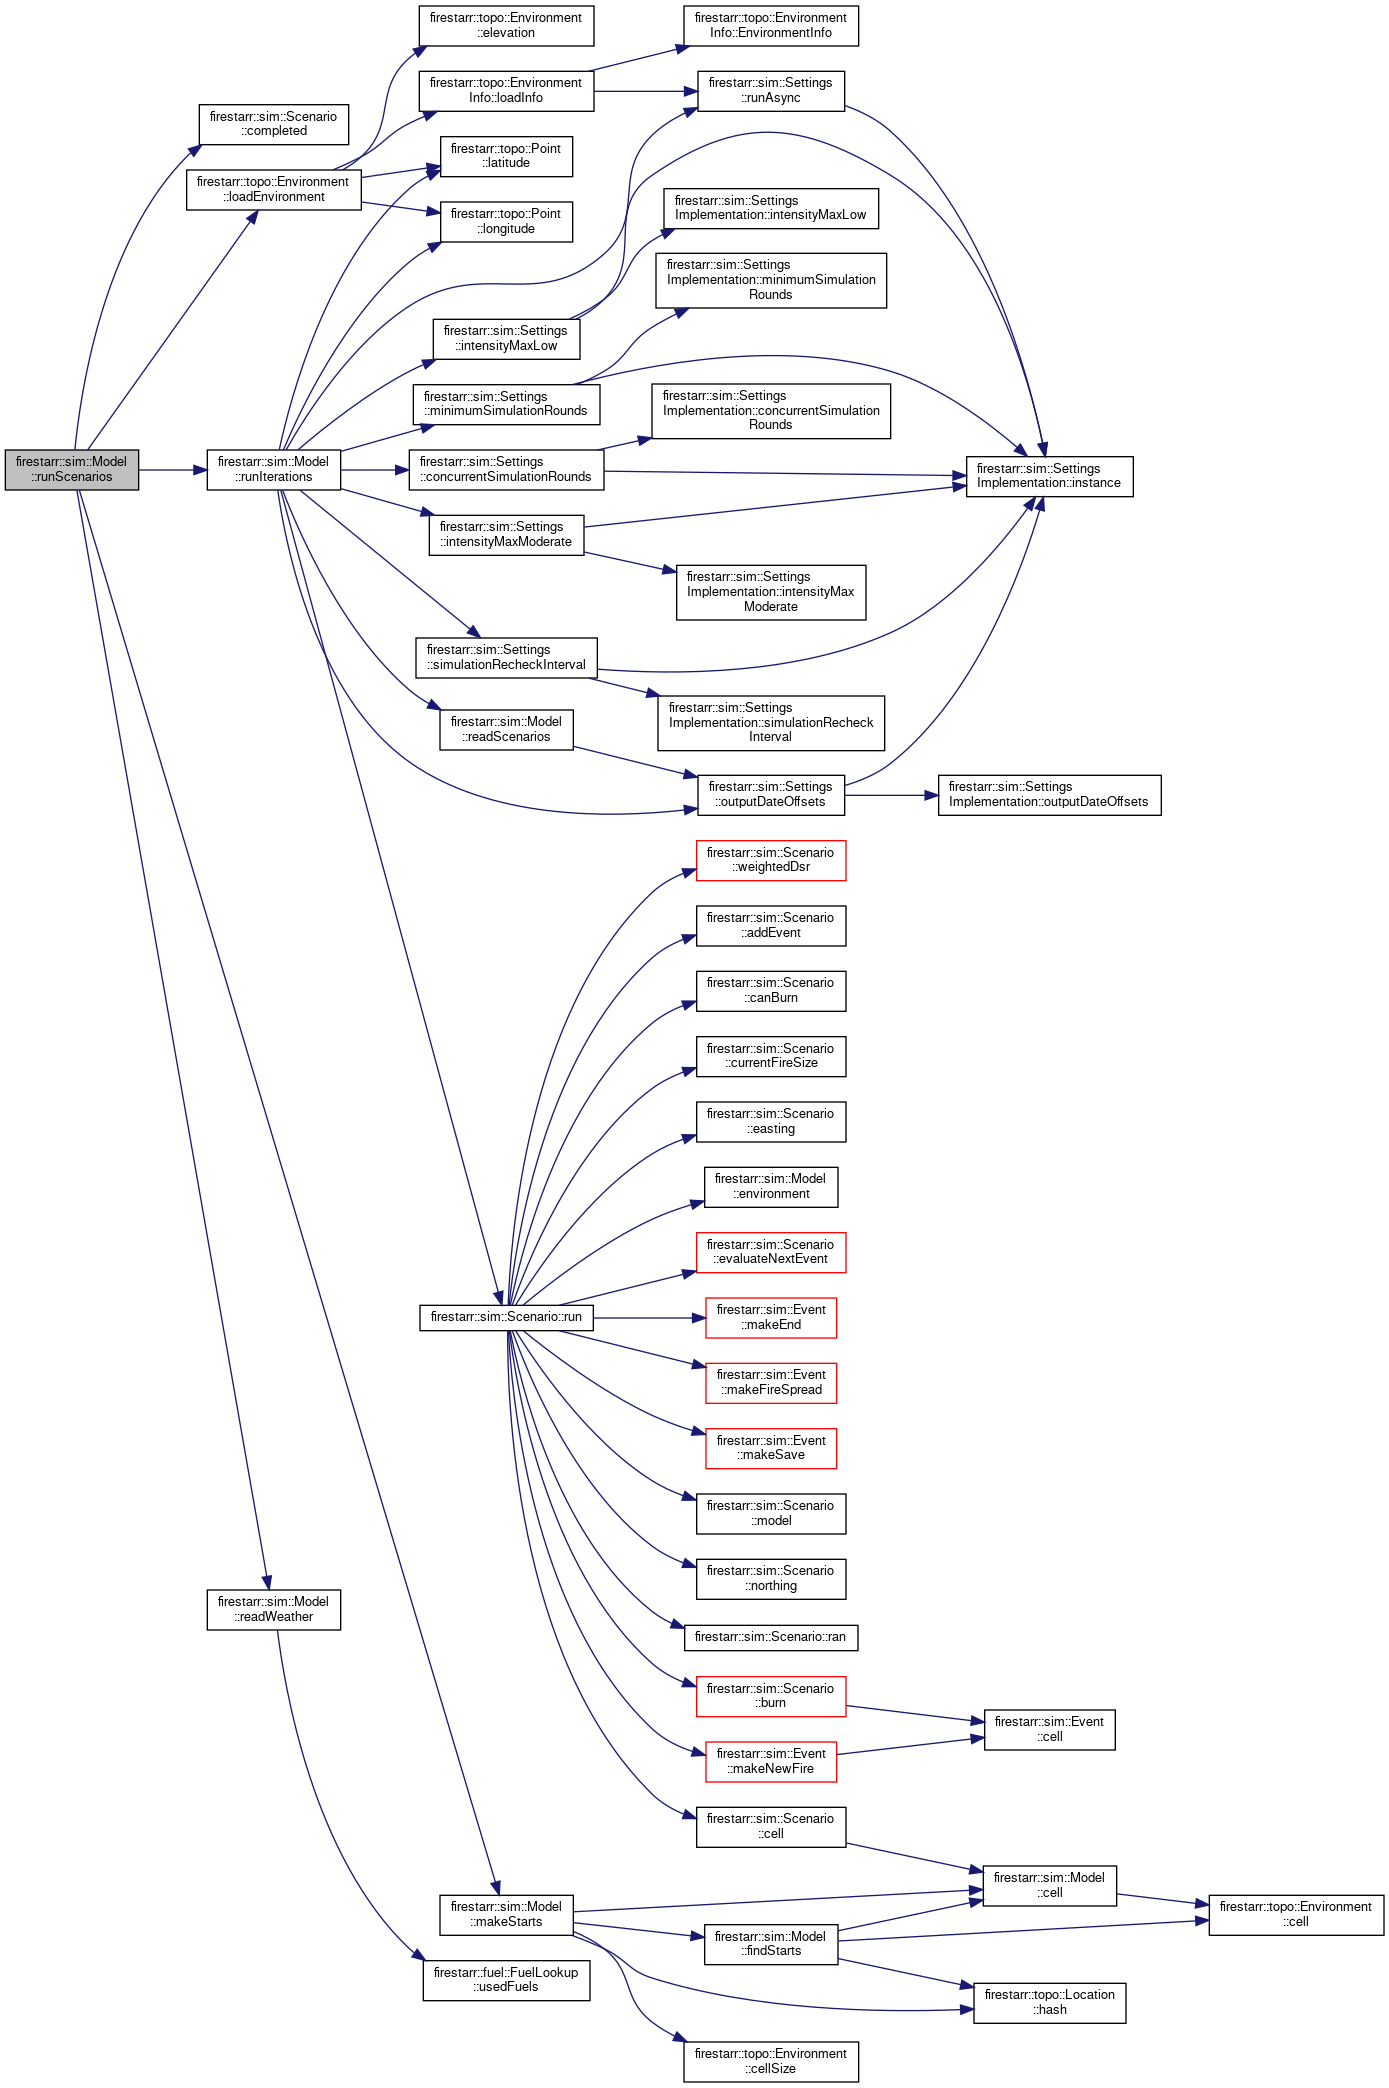 firestarr::topo::Environment
::elevation
firestarr::topo::Environment
Info::EnvironmentInfo
firestarr::topo::Environment
Info::loadInfo
firestarr::sim::Settings
::runAsync
firestarr::sim::Scenario
::completed
firestarr::topo::Point
::latitude
firestarr::topo::Environment
::loadEnvironment
firestarr::sim::Settings
Implementation::intensityMaxLow
firestarr::topo::Point
::longitude
firestarr::sim::Settings
Implementation::minimumSimulation
Rounds
firestarr::sim::Settings
::intensityMaxLow
firestarr::sim::Settings
::minimumSimulationRounds
firestarr::sim::Settings
Implementation::concurrentSimulation
Rounds
firestarr::sim::Model
::runScenarios
firestarr::sim::Model
::runIterations
firestarr::sim::Settings
::concurrentSimulationRounds
firestarr::sim::Settings
Implementation::instance
firestarr::sim::Settings
::intensityMaxModerate
firestarr::sim::Settings
Implementation::intensityMax
Moderate
firestarr::sim::Settings
::simulationRecheckInterval
firestarr::sim::Settings
Implementation::simulationRecheck
Interval
firestarr::sim::Model
::readScenarios
firestarr::sim::Settings
::outputDateOffsets
firestarr::sim::Settings
Implementation::outputDateOffsets
firestarr::sim::Scenario
::weightedDsr
firestarr::sim::Scenario
::addEvent
firestarr::sim::Scenario
::canBurn
firestarr::sim::Scenario
::currentFireSize
firestarr::sim::Scenario
::easting
firestarr::sim::Model
::environment
firestarr::sim::Scenario
::evaluateNextEvent
firestarr::sim::Scenario::run
firestarr::sim::Event
::makeEnd
firestarr::sim::Event
::makeFireSpread
firestarr::sim::Event
::makeSave
firestarr::sim::Scenario
::model
firestarr::sim::Scenario
::northing
firestarr::sim::Model
::readWeather
firestarr::sim::Scenario::ran
firestarr::sim::Scenario
::burn
firestarr::sim::Event
::cell
firestarr::sim::Event
::makeNewFire
firestarr::sim::Scenario
::cell
firestarr::sim::Model
::cell
firestarr::sim::Model
::makeStarts
firestarr::topo::Environment
::cell
firestarr::sim::Model
::findStarts
firestarr::fuel::FuelLookup
::usedFuels
firestarr::topo::Location
::hash
firestarr::topo::Environment
::cellSize